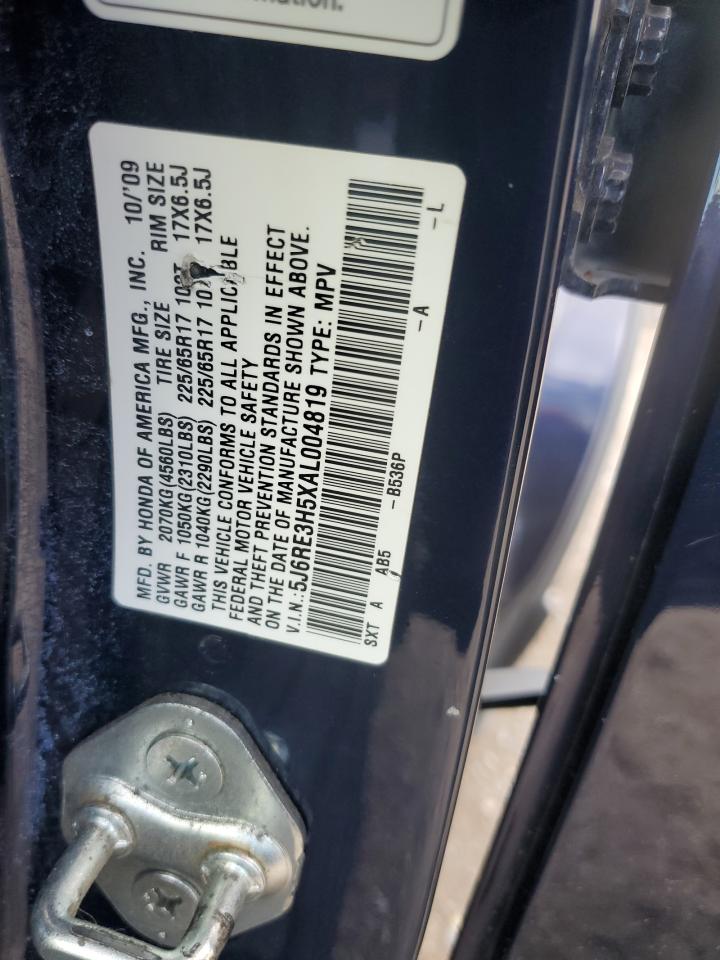 mation.
MFD. BY HONDA OF AMERICA MFG., INC. 10/'09
GVWR 2070KG(4560LBS) TIRE SIZE RIM SIZE
GAWR F 1050KG(2310LBS) 225/65R17 17X6.5J
GAWR R 1040KG(2290LBS) 225/65R17 17X6.5J
THIS VEHICLE CONFORMS TO ALL APPLICABLE
FEDERAL MOTOR VEHICLE SAFETY
AND THEFT PREVENTION STANDARDS IN EFFECT
ON THE DATE OF MANUFACTURE SHOWN ABOVE.
V.I.N.:5J6RE3H5XAL004819 TYPE: MPV
SXT A AB5 -B536P -A -L